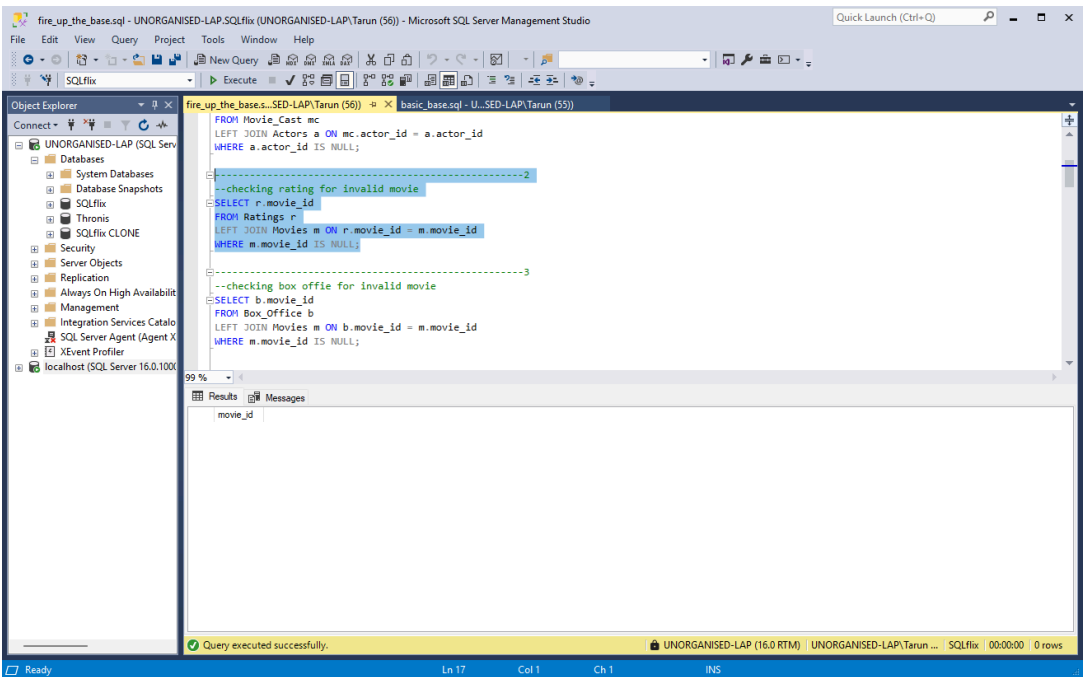 fire_up_the_base.sql - UNORGANISED-LAP.SQLflix (UNORGANISED-LAP\Tarun (56)) - Microsoft SQL Server Management Studio
Quick Launch (Ctrl+Q)
File Edit View Query Project Tools Window Help
New Query
MDX DMX XMLA DAX
SQLflix
Execute
Object Explorer
fire_up_the_base.s...SED-LAP\Tarun (56))
basic_base.sql - U...SED-LAP\Tarun (55))
Connect
UNORGANISED-LAP (SQL Serv
Databases
System Databases
Database Snapshots
SQLflix
Thronis
SQLflix CLONE
Security
Server Objects
Replication
Always On High Availabilit
Management
Integration Services Catalo
SQL Server Agent (Agent X
XEvent Profiler
localhost (SQL Server 16.0.100(
FROM Movie_Cast mc
LEFT JOIN Actors a ON mc.actor_id = a.actor_id
WHERE a.actor_id IS NULL;
---------------------------------------------------2
--checking rating for invalid movie
SELECT r.movie_id
FROM Ratings r
LEFT JOIN Movies m ON r.movie_id = m.movie_id
WHERE m.movie_id IS NULL;
---------------------------------------------------3
--checking box offie for invalid movie
SELECT b.movie_id
FROM Box_Office b
LEFT JOIN Movies m ON b.movie_id = m.movie_id
WHERE m.movie_id IS NULL;
99 %
Results Messages
movie_id
Query executed successfully.
UNORGANISED-LAP (16.0 RTM) UNORGANISED-LAP\Tarun ... SQLflix 00:00:00 0 rows
Ready Ln 17 Col 1 Ch 1 INS